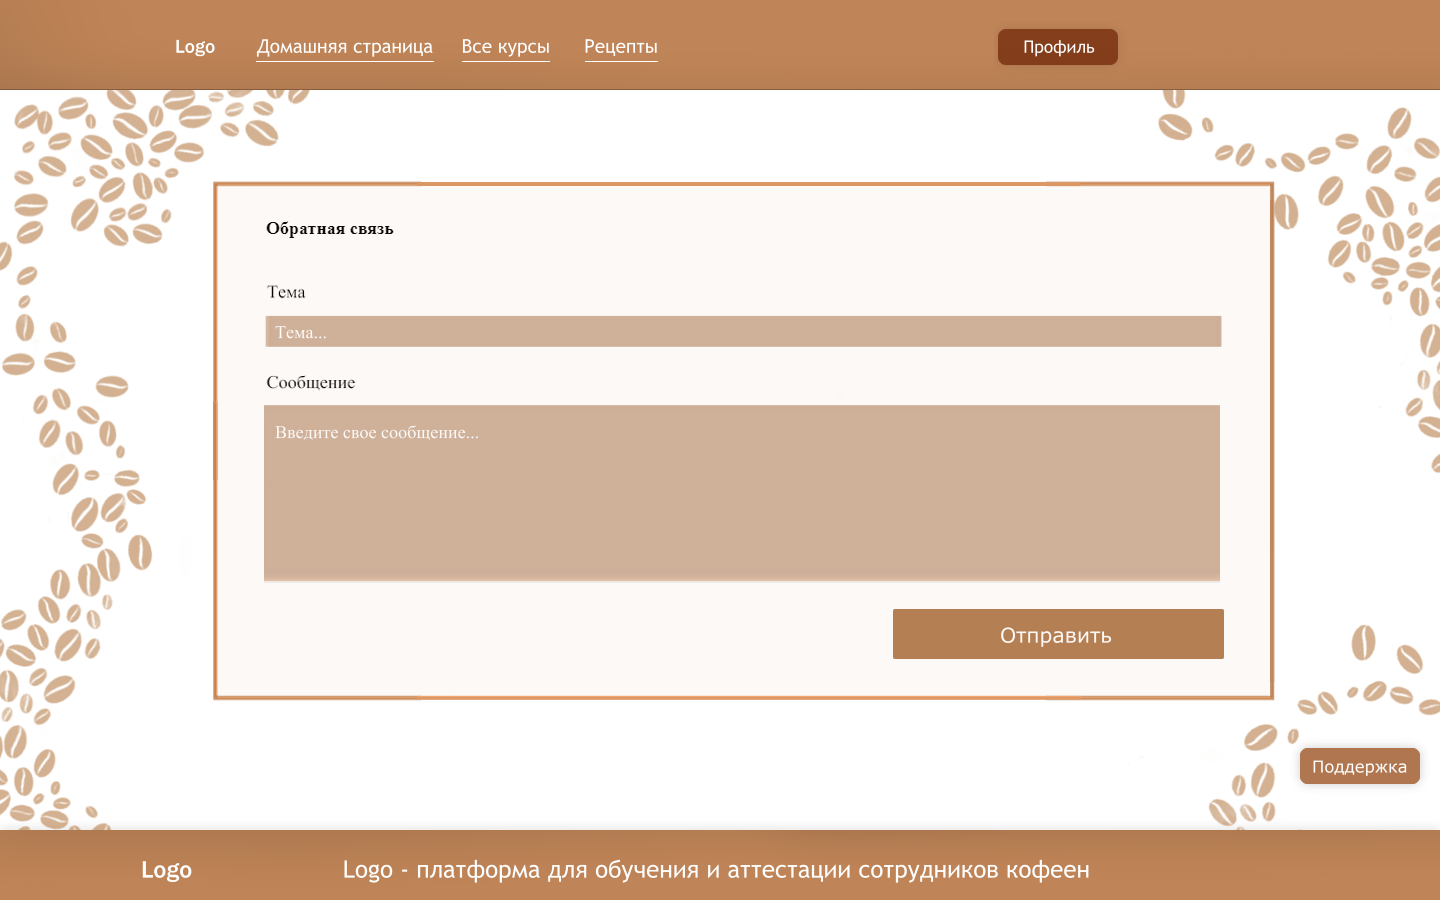 Logo Домашняя страница Все курсы Рецепты Профиль
Обратная связь
Тема
Тема...
Сообщение
Введите свое сообщение...
Отправить
Поддержка
Logo Logo - платформа для обучения и аттестации сотрудников кофеен